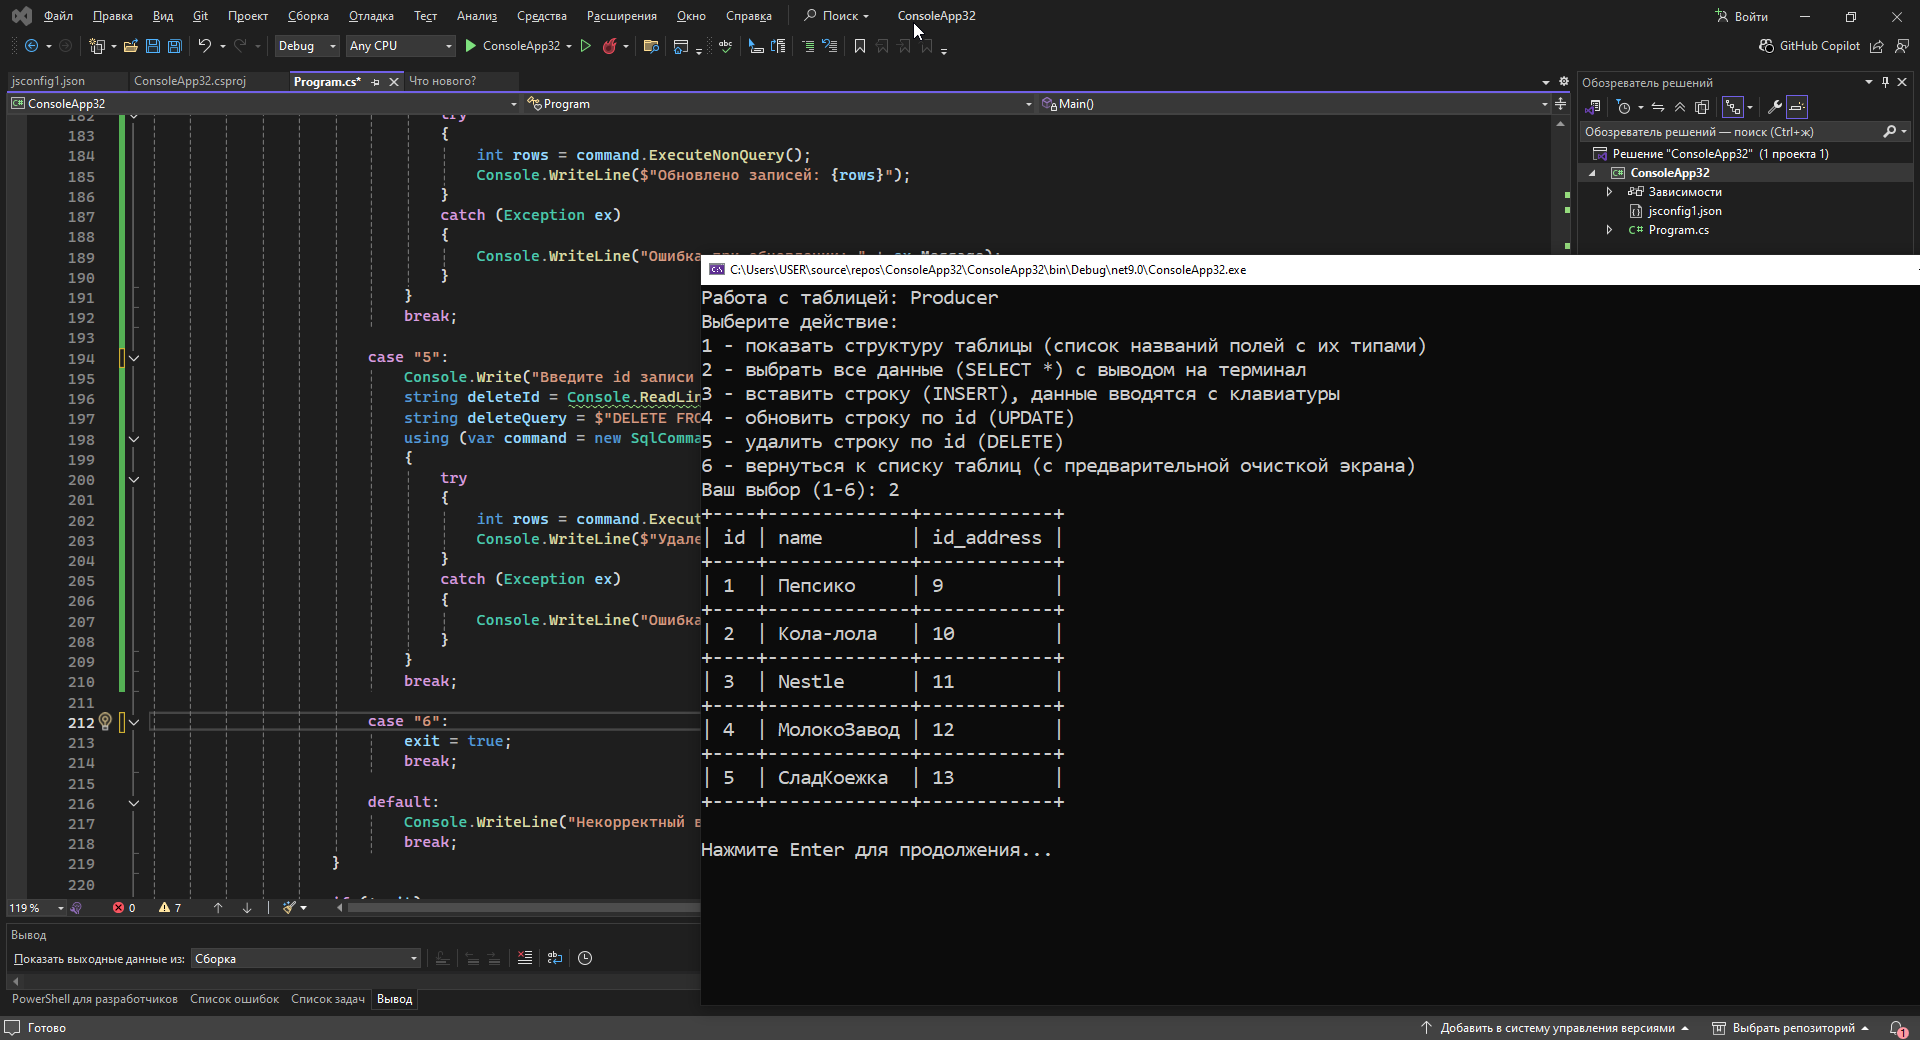 Файл Правка Вид Git Проект Сборка Отладка Тест Анализ Средства Расширения Окно Справка Поиск ConsoleApp32 Войти
Debug Any CPU ConsoleApp32 GitHub Copilot
jsconfig1.json ConsoleApp32.csproj Program.cs* Что нового?
ConsoleApp32 Program Main()
182 try
183 {
184 int rows = command.ExecuteNonQuery();
185 Console.WriteLine($"Обновлено записей: {rows}");
186 }
187 catch (Exception ex)
188 {
189 Console.WriteLine("Ошибка
190 }
191 }
192 break;
193
194 case "5":
195 Console.Write("Введите id записи
196 string deleteId = Console.ReadLin
197 string deleteQuery = $"DELETE FRO
198 using (var command = new SqlComma
199 {
200 try
201 {
202 int rows = command.Execut
203 Console.WriteLine($"Удале
204 }
205 catch (Exception ex)
206 {
207 Console.WriteLine("Ошибка
208 }
209 }
210 break;
211
212 case "6":
213 exit = true;
214 break;
215
216 default:
217 Console.WriteLine("Некорректный в
218 break;
219 }
220
119 % 0 7
Вывод
Показать выходные данные из: Сборка
PowerShell для разработчиков Список ошибок Список задач Вывод
Готово
C:\Users\USER\source\repos\ConsoleApp32\ConsoleApp32\bin\Debug\net9.0\ConsoleApp32.exe
Работа с таблицей: Producer
Выберите действие:
1 - показать структуру таблицы (список названий полей с их типами)
2 - выбрать все данные (SELECT *) с выводом на терминал
3 - вставить строку (INSERT), данные вводятся с клавиатуры
4 - обновить строку по id (UPDATE)
5 - удалить строку по id (DELETE)
6 - вернуться к списку таблиц (с предварительной очисткой экрана)
Ваш выбор (1-6): 2
+----+-------------+------------+
| id | name | id_address |
+----+-------------+------------+
| 1 | Пепсико | 9 |
+----+-------------+------------+
| 2 | Кола-лола | 10 |
+----+-------------+------------+
| 3 | Nestle | 11 |
+----+-------------+------------+
| 4 | МолокоЗавод | 12 |
+----+-------------+------------+
| 5 | СладКоежка | 13 |
+----+-------------+------------+
Нажмите Enter для продолжения...
Обозреватель решений
Обозреватель решений — поиск (Ctrl+ж)
Решение "ConsoleApp32" (1 проекта 1)
ConsoleApp32
Зависимости
jsconfig1.json
C# Program.cs
Добавить в систему управления версиями Выбрать репозиторий 1